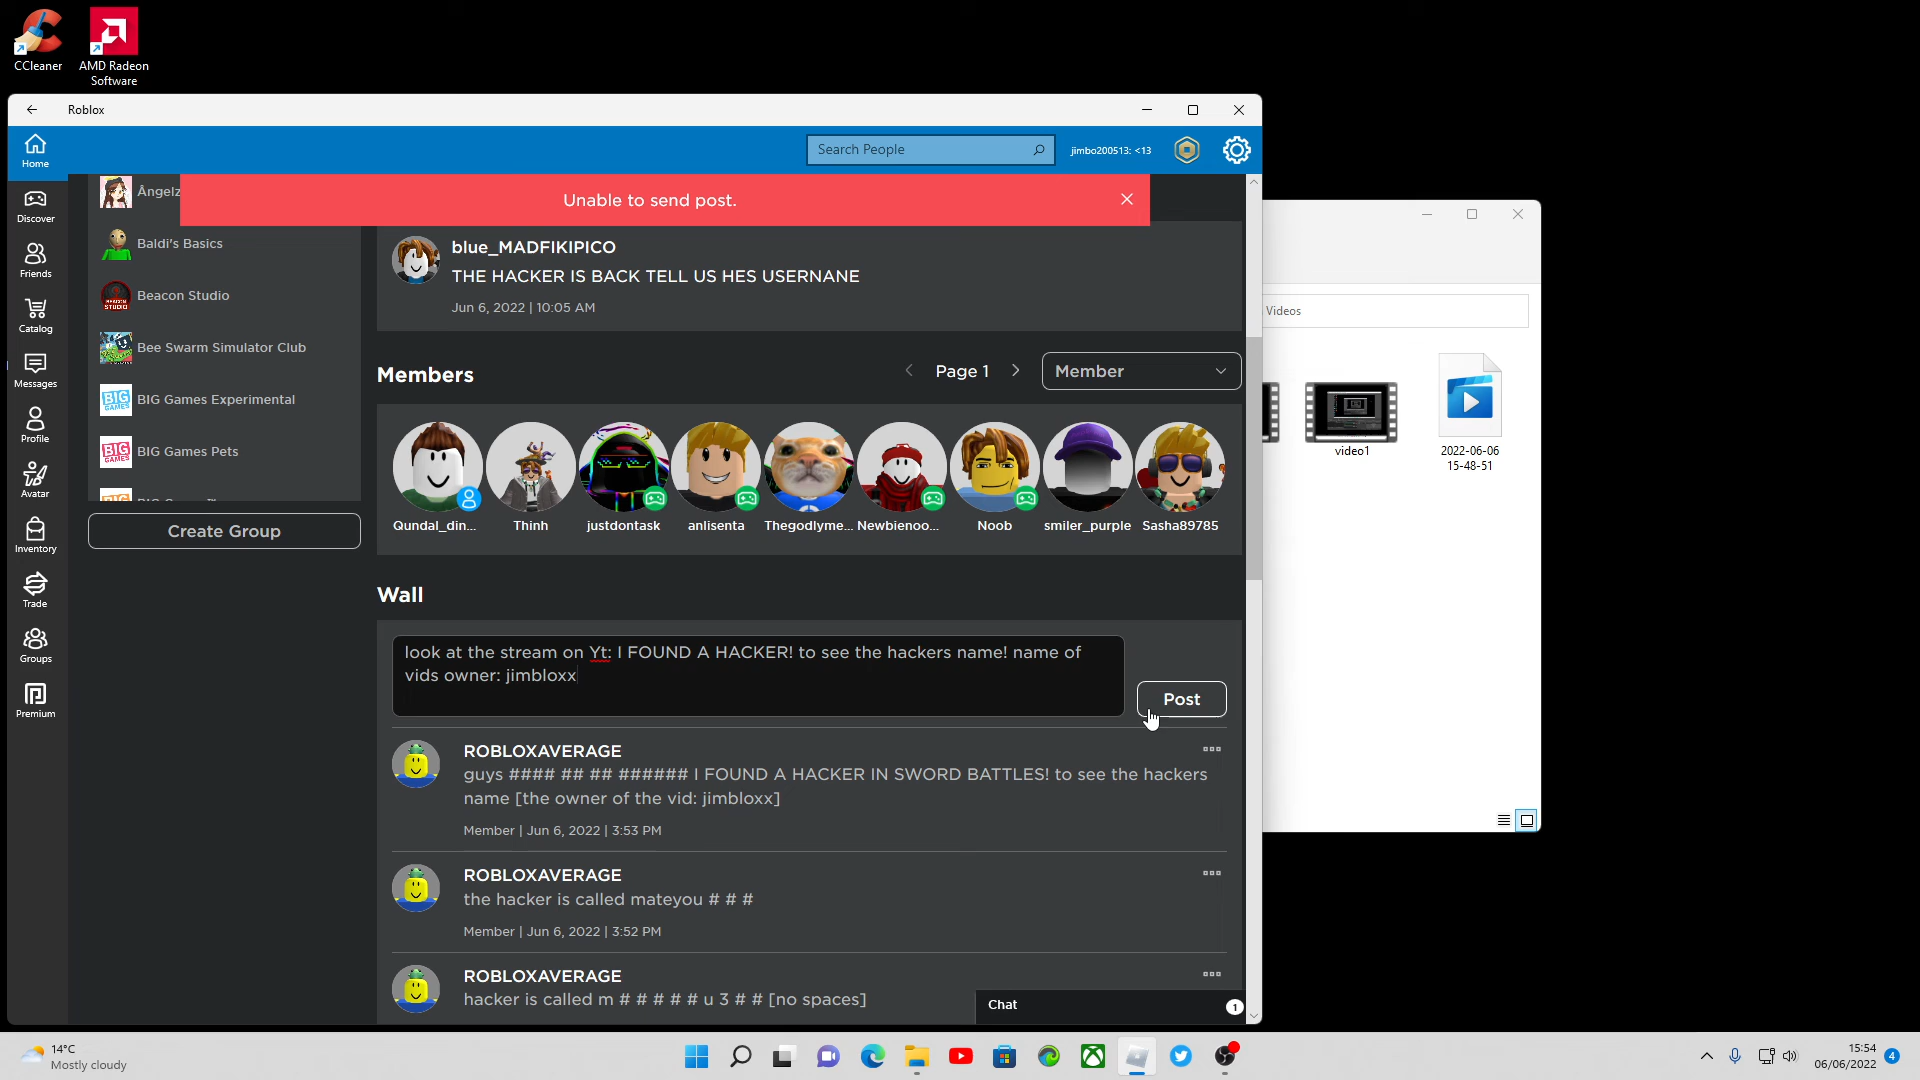 CCleaner
AMD Radeon
Software
Roblox
Home
Search People
jimbo200513: <13
Discover
Friends
Catalog
Messages
Profile
Avatar
Inventory
Trade
Groups
Premium
Ângelz
Baldi's Basics
Beacon Studio
Bee Swarm Simulator Club
BIG Games Experimental
BIG Games Pets
Create Group
Unable to send post.
blue_MADFIKIPICO
THE HACKER IS BACK TELL US HES USERNANE
Jun 6, 2022 | 10:05 AM
Members
Page 1
Member
Qundal_din...
Thinh
justdontask
anlisenta
Thegodlyme...
Newbienoo...
Noob
smiler_purple
Sasha89785
Wall
look at the stream on Yt: I FOUND A HACKER! to see the hackers name! name of
vids owner: jimbloxx
Post
ROBLOXAVERAGE
guys #### ## ## ###### I FOUND A HACKER IN SWORD BATTLES! to see the hackers
name [the owner of the vid: jimbloxx]
Member | Jun 6, 2022 | 3:53 PM
ROBLOXAVERAGE
the hacker is called mateyou # # #
Member | Jun 6, 2022 | 3:52 PM
ROBLOXAVERAGE
hacker is called m # # # # # u 3 # # [no spaces]
Chat
1
Videos
video1
2022-06-06
15-48-51
14°C
Mostly cloudy
15:54
06/06/2022
4